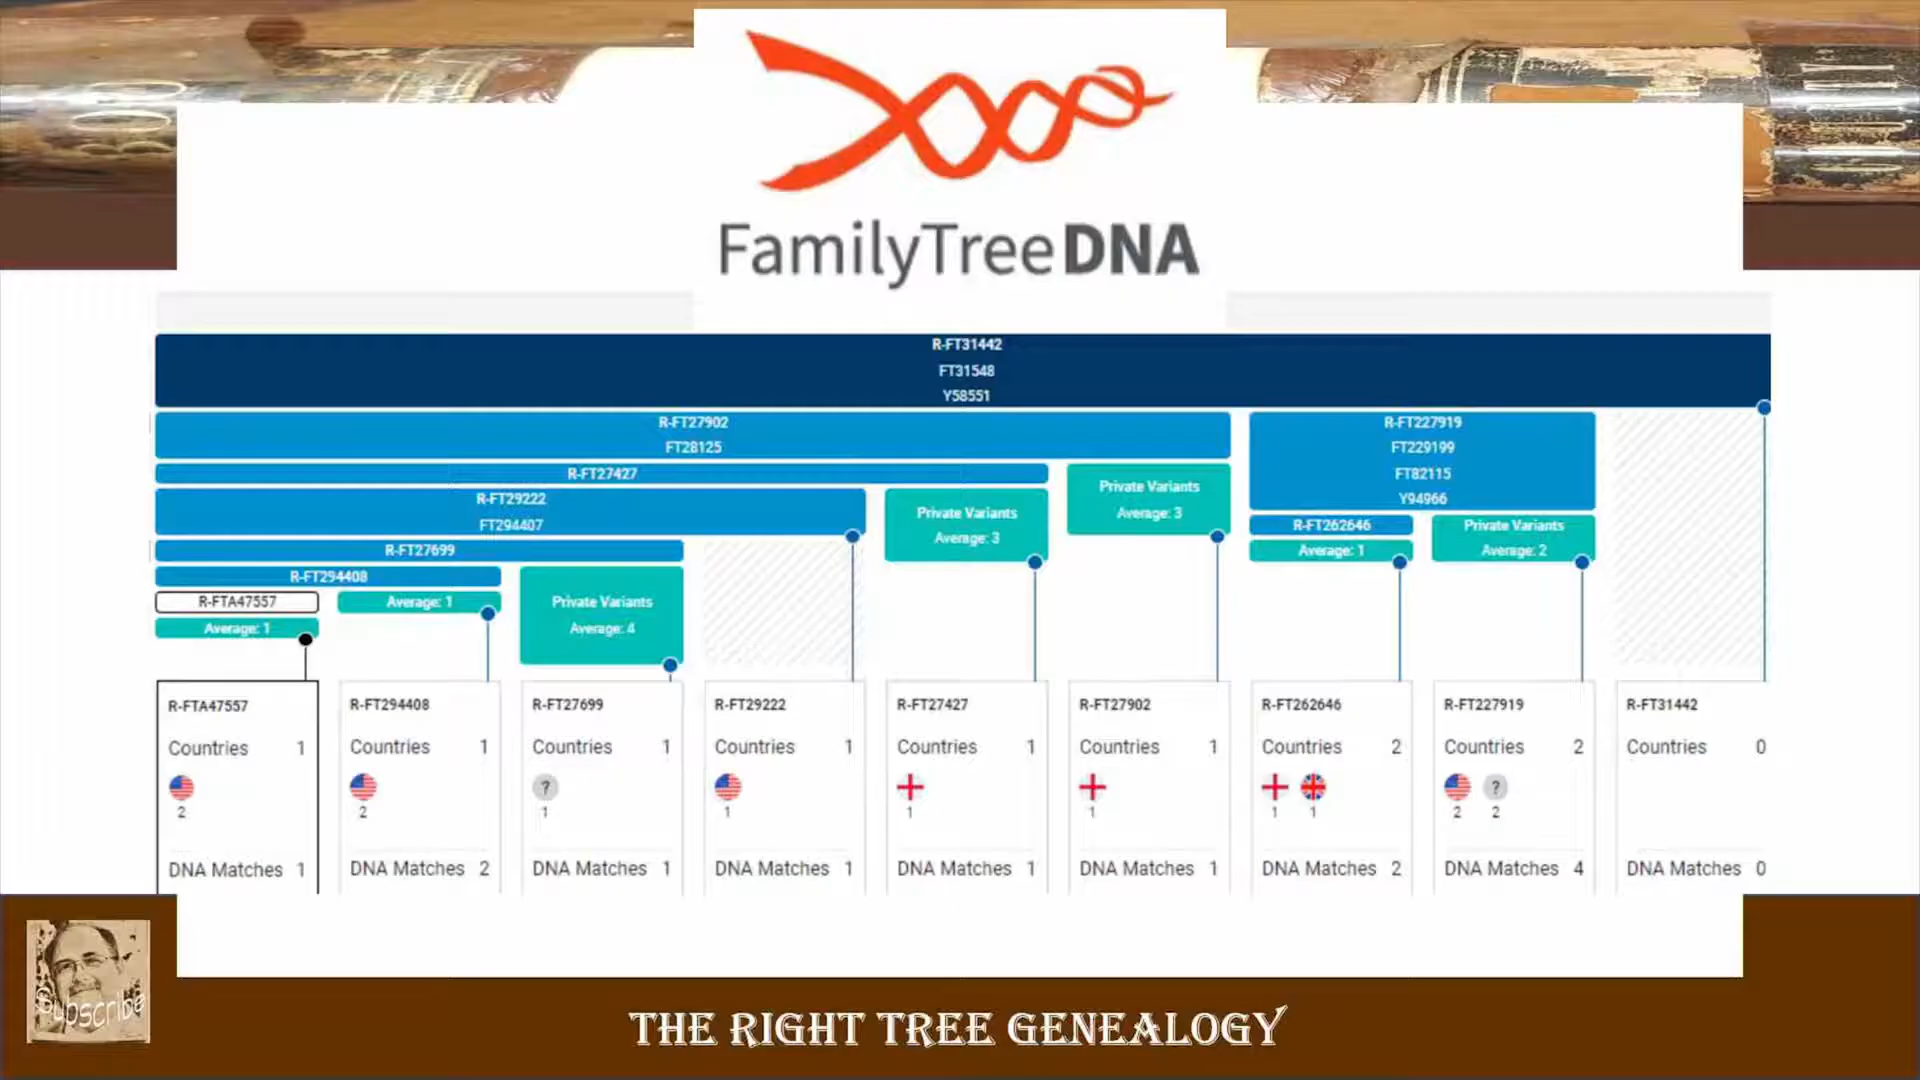 FamilyTreeDNA
R-FT31442
FT31548
Y58551
R-FT27902
FT28125
R-FT227919
FT229199
FT82115
Y94966
R-FT27427
Private Variants
Average: 3
R-FT29222
FT294407
Private Variants
Average: 3
R-FT262646
Average: 1
Private Variants
Average: 2
R-FT27699
R-FT294408
R-FTA47557
Average: 1
Average: 1
Private Variants
Average: 4
R-FTA47557
Countries 1
2
DNA Matches 1
R-FT294408
Countries 1
2
DNA Matches 2
R-FT27699
Countries 1
?
1
DNA Matches 1
R-FT29222
Countries 1
1
DNA Matches 1
R-FT27427
Countries 1
1
DNA Matches 1
R-FT27902
Countries 1
1
DNA Matches 1
R-FT262646
Countries 2
1 1
DNA Matches 2
R-FT227919
Countries 2
?
2 2
DNA Matches 4
R-FT31442
Countries 0
DNA Matches 0
Subscribe
THE RIGHT TREE GENEALOGY